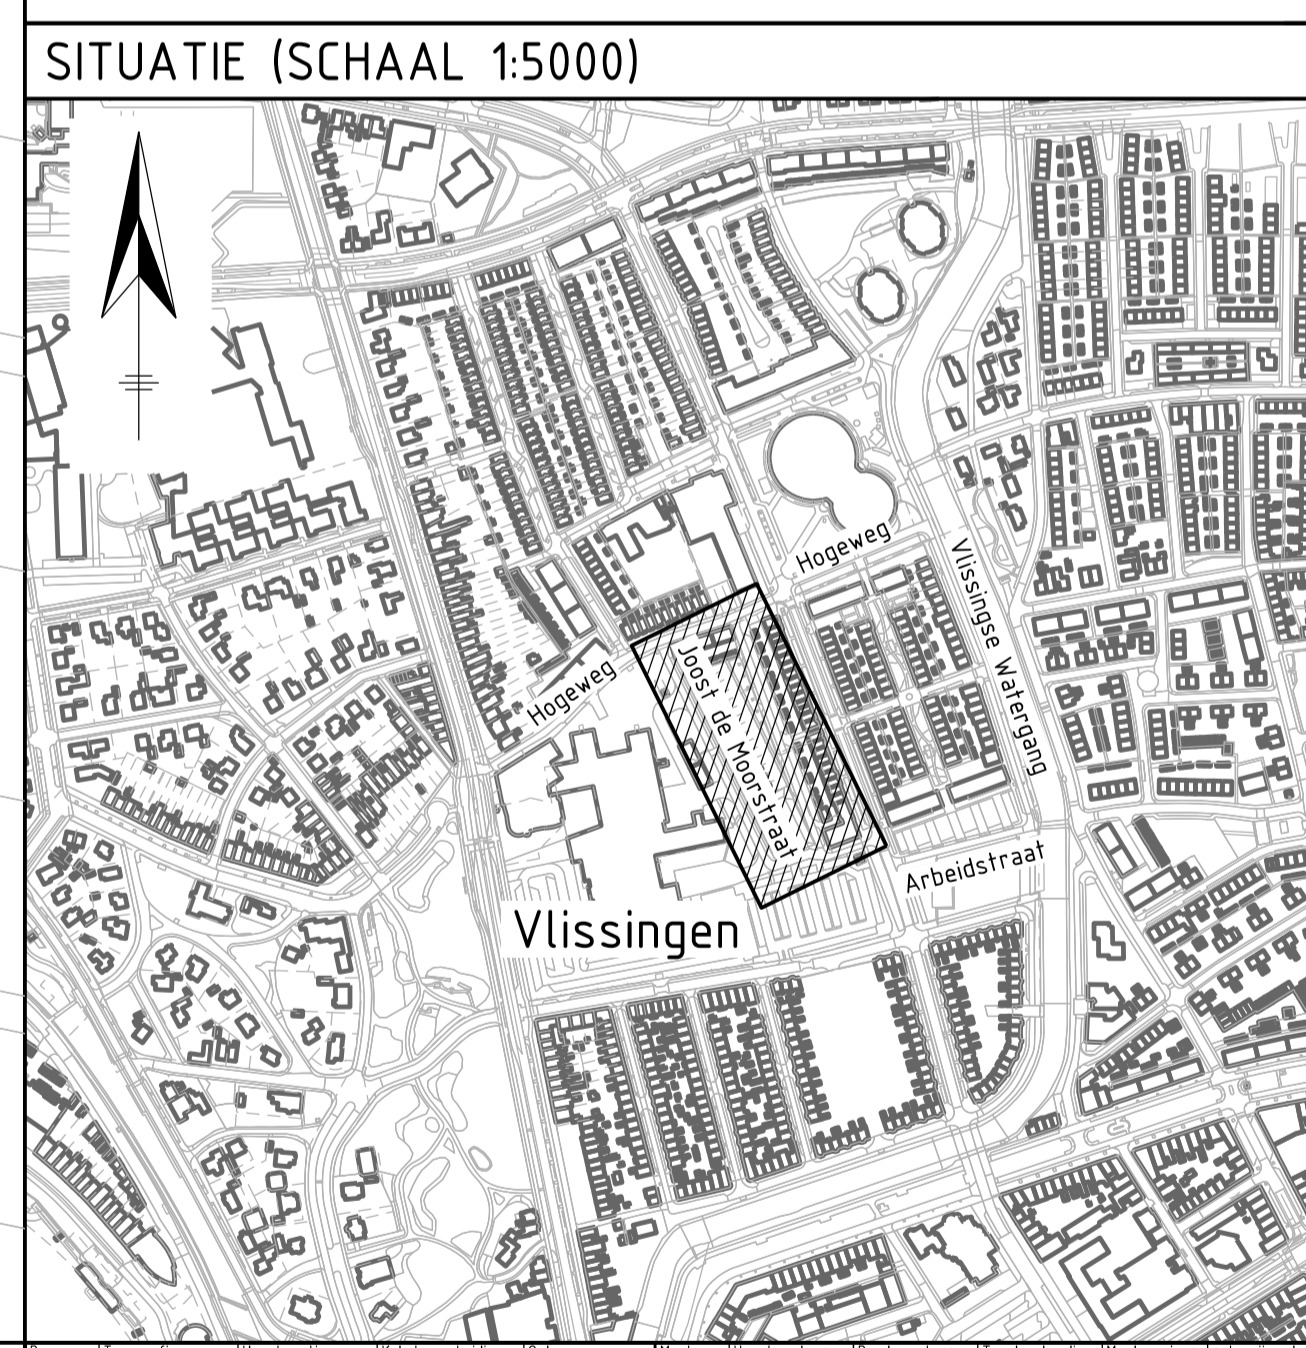 SITUATIE (SCHAAL 1:5000)
Hogeweg
Vlissingse Watergang
Hogeweg
Joost de Moorstraat
Arbeidstraat
Vlissingen